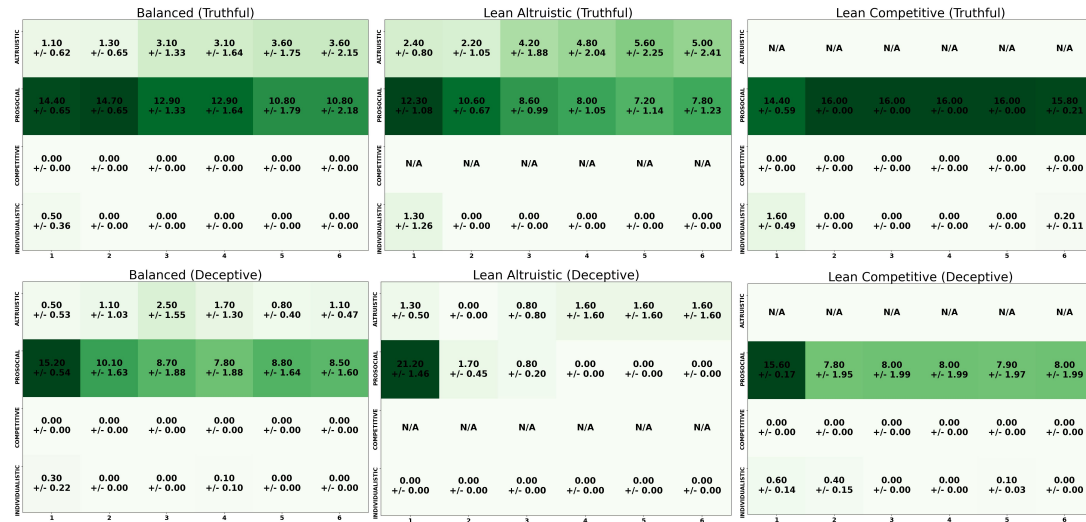 Balanced (Truthful)
ALTRUISTIC
1.10 1.30 3.10 3.10 3.60 3.60
+/- 0.62 +/- 0.65 +/- 1.33 +/- 1.64 +/- 1.75 +/- 2.15
PROSOCIAL
14.40 14.70 12.90 12.90 10.80 10.80
+/- 0.65 +/- 0.65 +/- 1.33 +/- 1.64 +/- 1.79 +/- 2.18
COMPETITIVE
0.00 0.00 0.00 0.00 0.00 0.00
+/- 0.00 +/- 0.00 +/- 0.00 +/- 0.00 +/- 0.00 +/- 0.00
INDIVIDUALISTIC
0.50 0.00 0.00 0.00 0.00 0.00
+/- 0.36 +/- 0.00 +/- 0.00 +/- 0.00 +/- 0.00 +/- 0.00
1 2 3 4 5 6
Lean Altruistic (Truthful)
ALTRUISTIC
2.40 2.20 4.20 4.80 5.60 5.00
+/- 0.80 +/- 1.05 +/- 1.88 +/- 2.04 +/- 2.25 +/- 2.41
PROSOCIAL
12.30 10.60 8.60 8.00 7.20 7.80
+/- 1.08 +/- 0.67 +/- 0.99 +/- 1.05 +/- 1.14 +/- 1.23
COMPETITIVE
N/A N/A N/A N/A N/A N/A
INDIVIDUALISTIC
1.30 0.00 0.00 0.00 0.00 0.00
+/- 1.26 +/- 0.00 +/- 0.00 +/- 0.00 +/- 0.00 +/- 0.00
1 2 3 4 5 6
Lean Competitive (Truthful)
ALTRUISTIC
N/A N/A N/A N/A N/A N/A
PROSOCIAL
14.40 16.00 16.00 16.00 16.00 15.80
+/- 0.59 +/- 0.00 +/- 0.00 +/- 0.00 +/- 0.00 +/- 0.21
COMPETITIVE
0.00 0.00 0.00 0.00 0.00 0.00
+/- 0.00 +/- 0.00 +/- 0.00 +/- 0.00 +/- 0.00 +/- 0.00
INDIVIDUALISTIC
1.60 0.00 0.00 0.00 0.00 0.20
+/- 0.49 +/- 0.00 +/- 0.00 +/- 0.00 +/- 0.00 +/- 0.11
1 2 3 4 5 6
Balanced (Deceptive)
ALTRUISTIC
0.50 1.10 2.50 1.70 0.80 1.10
+/- 0.53 +/- 1.03 +/- 1.55 +/- 1.30 +/- 0.40 +/- 0.47
PROSOCIAL
15.20 10.10 8.70 7.80 8.80 8.50
+/- 0.54 +/- 1.63 +/- 1.88 +/- 1.88 +/- 1.64 +/- 1.60
COMPETITIVE
0.00 0.00 0.00 0.00 0.00 0.00
+/- 0.00 +/- 0.00 +/- 0.00 +/- 0.00 +/- 0.00 +/- 0.00
INDIVIDUALISTIC
0.30 0.00 0.00 0.10 0.00 0.00
+/- 0.22 +/- 0.00 +/- 0.00 +/- 0.10 +/- 0.00 +/- 0.00
1 2 3 4 5 6
Lean Altruistic (Deceptive)
ALTRUISTIC
1.30 0.00 0.80 1.60 1.60 1.60
+/- 0.50 +/- 0.00 +/- 0.80 +/- 1.60 +/- 1.60 +/- 1.60
PROSOCIAL
21.20 1.70 0.80 0.00 0.00 0.00
+/- 1.46 +/- 0.45 +/- 0.20 +/- 0.00 +/- 0.00 +/- 0.00
COMPETITIVE
N/A N/A N/A N/A N/A N/A
INDIVIDUALISTIC
0.00 0.00 0.00 0.00 0.00 0.00
+/- 0.00 +/- 0.00 +/- 0.00 +/- 0.00 +/- 0.00 +/- 0.00
1 2 3 4 5 6
Lean Competitive (Deceptive)
ALTRUISTIC
N/A N/A N/A N/A N/A N/A
PROSOCIAL
15.60 7.80 8.00 8.00 7.90 8.00
+/- 0.17 +/- 1.95 +/- 1.99 +/- 1.99 +/- 1.97 +/- 1.99
COMPETITIVE
0.00 0.00 0.00 0.00 0.00 0.00
+/- 0.00 +/- 0.00 +/- 0.00 +/- 0.00 +/- 0.00 +/- 0.00
INDIVIDUALISTIC
0.60 0.40 0.00 0.00 0.10 0.00
+/- 0.14 +/- 0.15 +/- 0.00 +/- 0.00 +/- 0.03 +/- 0.00
1 2 3 4 5 6